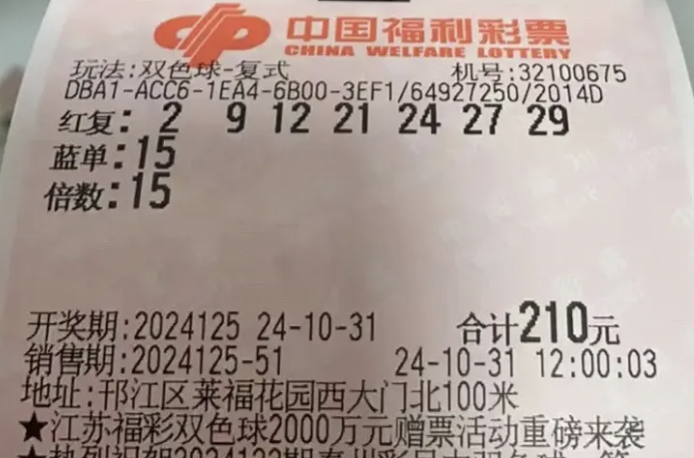 中国福利彩票
CHINA WELFARE LOTTERY
玩法:双色球-复式 机号:32100675
DBA1-ACC6-1EA4-6B00-3EF1/64927250/2014D
红复: 2 9 12 21 24 27 29
蓝单:15
倍数:15
开奖期:2024125 24-10-31 合计210元
销售期:2024125-51 24-10-31 12:00:03
地址:邗江区莱福花园西大门北100米
★江苏福彩双色球2000万元赠票活动重磅来袭